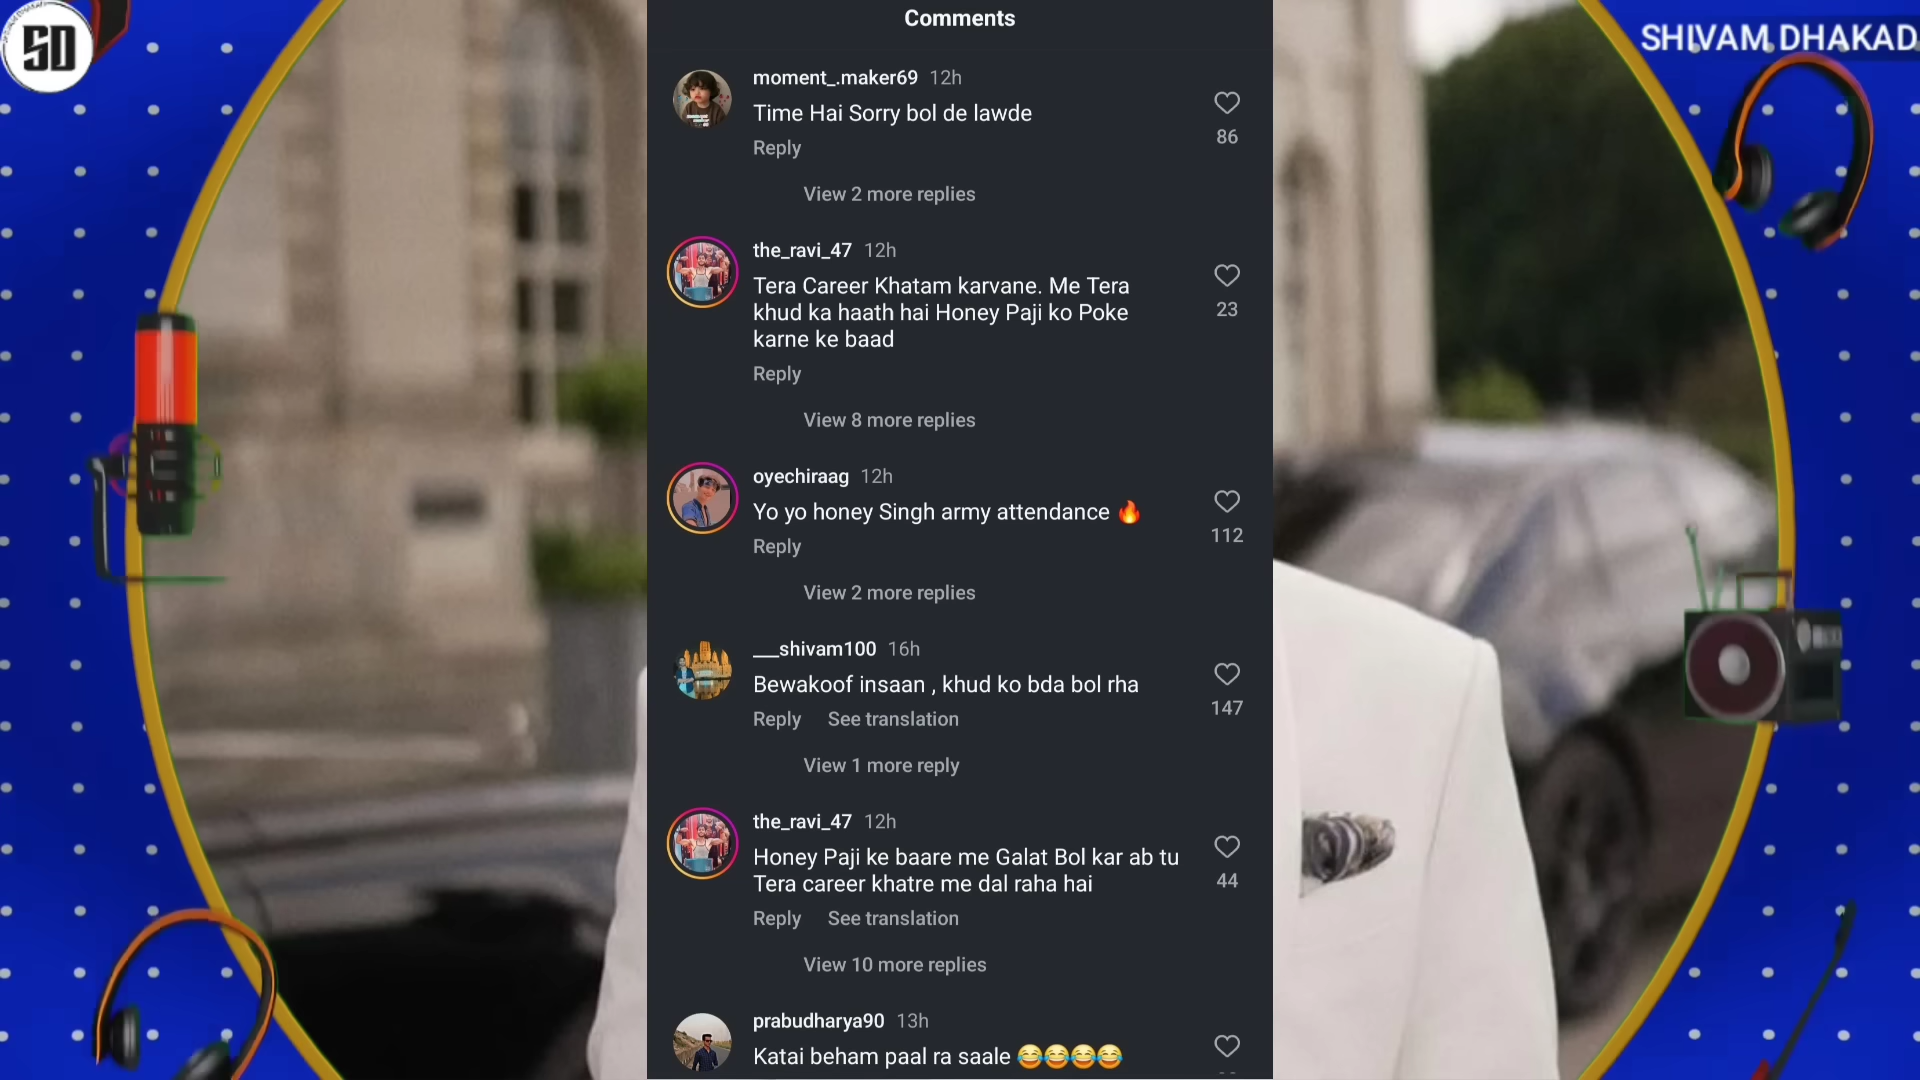 SD
SHIVAM DHAKAD
Comments
moment_.maker69 12h
Time Hai Sorry bol de lawde
86
Reply
View 2 more replies
the_ravi_47 12h
Tera Career Khatam karvane. Me Tera
khud ka haath hai Honey Paji ko Poke
karne ke baad
23
Reply
View 8 more replies
oyechiraag 12h
Yo yo honey Singh army attendance 🔥
112
Reply
View 2 more replies
___shivam100 16h
Bewakoof insaan , khud ko bda bol rha
147
Reply See translation
View 1 more reply
the_ravi_47 12h
Honey Paji ke baare me Galat Bol kar ab tu
Tera career khatre me dal raha hai
44
Reply See translation
View 10 more replies
prabudharya90 13h
Katai beham paal ra saale 😂😂😂😂